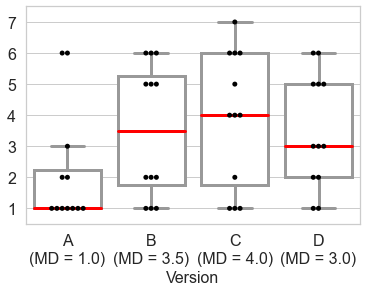 7
6
5
4
3
2
1
A B C D
(MD = 1.0) (MD = 3.5) (MD = 4.0) (MD = 3.0)
Version